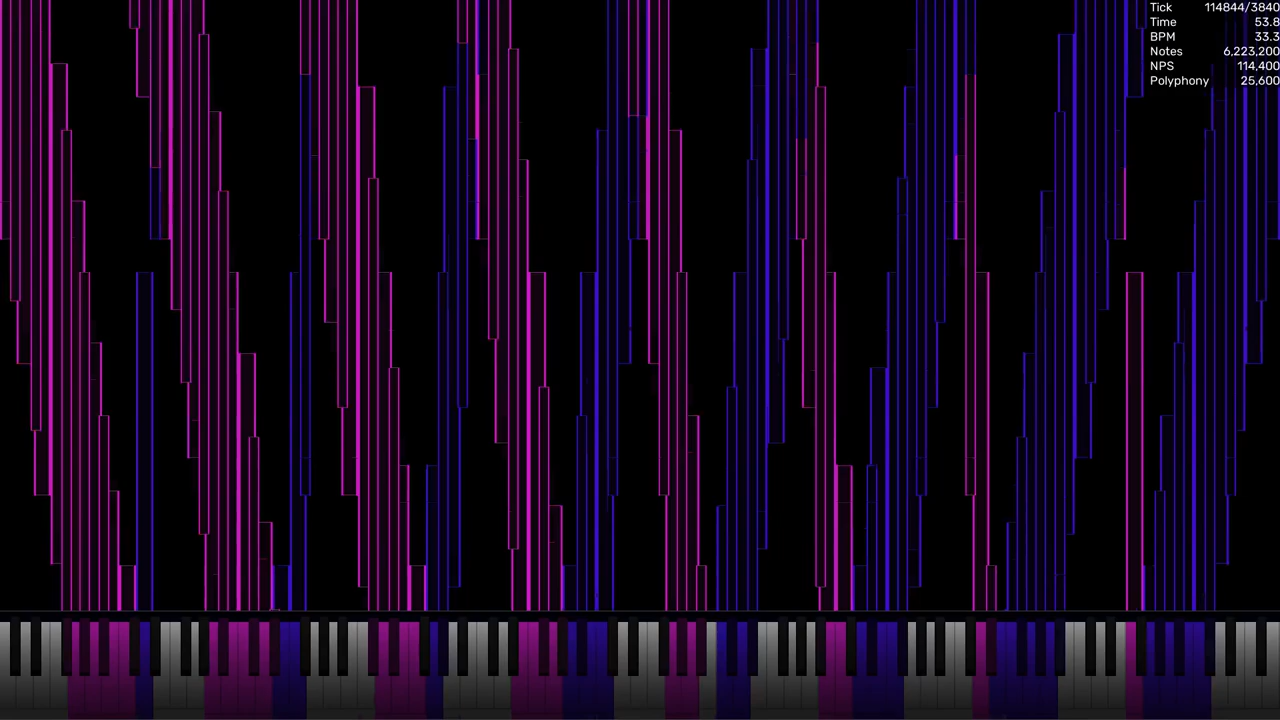 Tick 114844/3840
Time 53.8
BPM 33.3
Notes 6,223,200
NPS 114,400
Polyphony 25,600